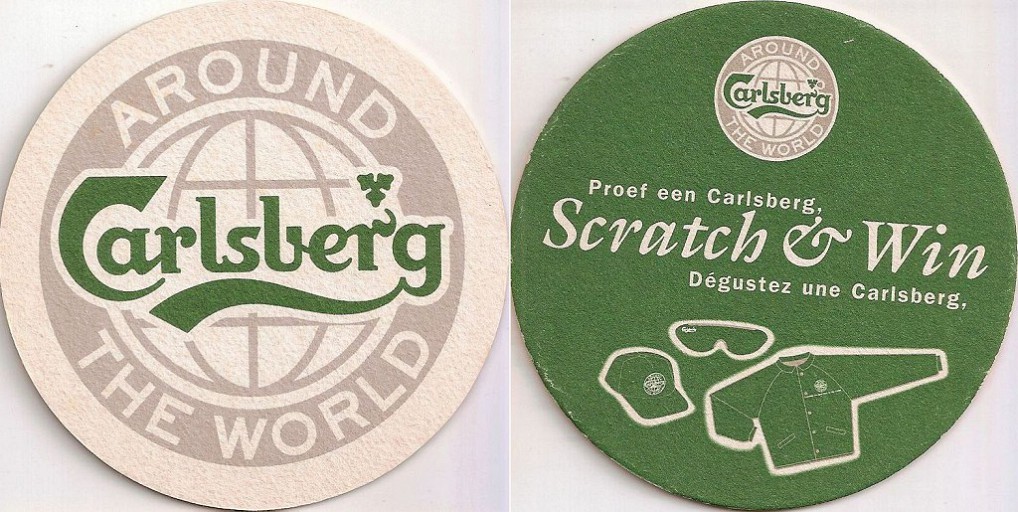 AROUND
Carlsberg
THE WORLD
AROUND
Carlsberg
THE WORLD
Proef een Carlsberg,
Scratch & Win
Dégustez une Carlsberg,